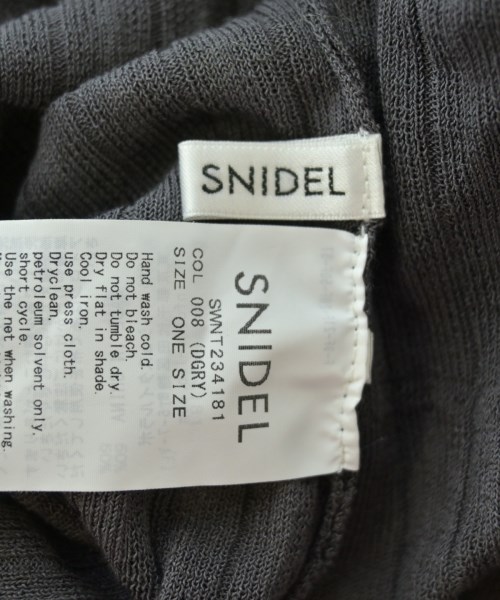 SNIDEL
SNIDEL
SWNT234181
COL 008 (DGRY)
SIZE ONE SIZE
Hand wash cold.
Do not bleach.
Do not tumble dry.
Dry flat in shade.
Cool iron.
use press cloth.
Dryclean,
petroleum solvent only.
short cycle.
Use the net when washing.